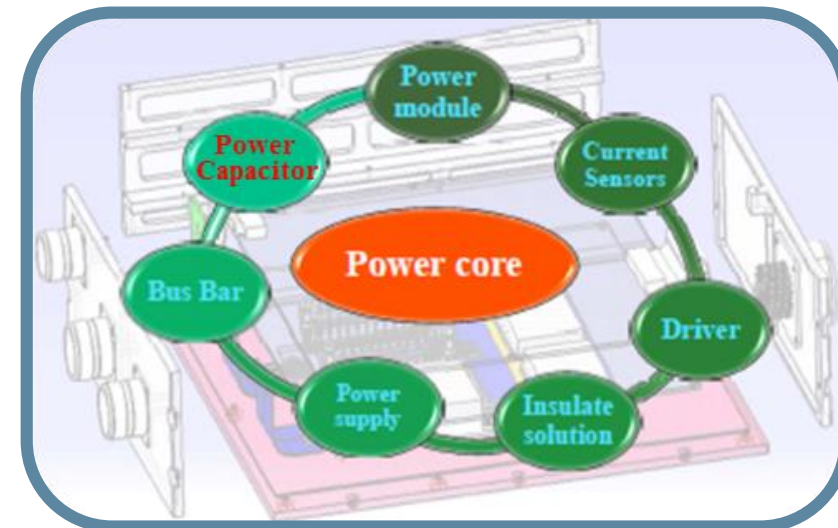 Power
module
Power
Capacitor
Current
Sensors
Power core
Bus Bar
Driver
Power
supply
Insulate
solution